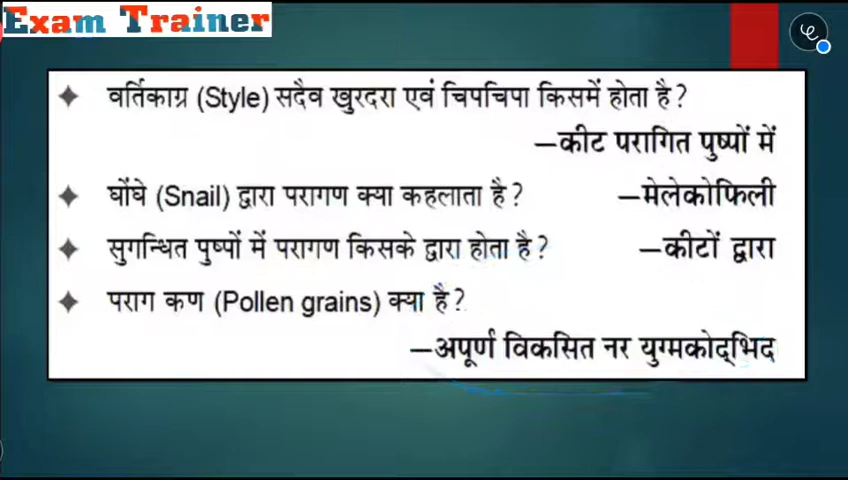 Exam Trainer
वर्तिकाग्र (Style) सदैव खुरदरा एवं चिपचिपा किसमें होता है?
—कीट परागित पुष्पों में
घोंघे (Snail) द्वारा परागण क्या कहलाता है? —मेलेकोफिली
सुगन्धित पुष्पों में परागण किसके द्वारा होता है? —कीटों द्वारा
पराग कण (Pollen grains) क्या है?
—अपूर्ण विकसित नर युग्मकोद्भिद